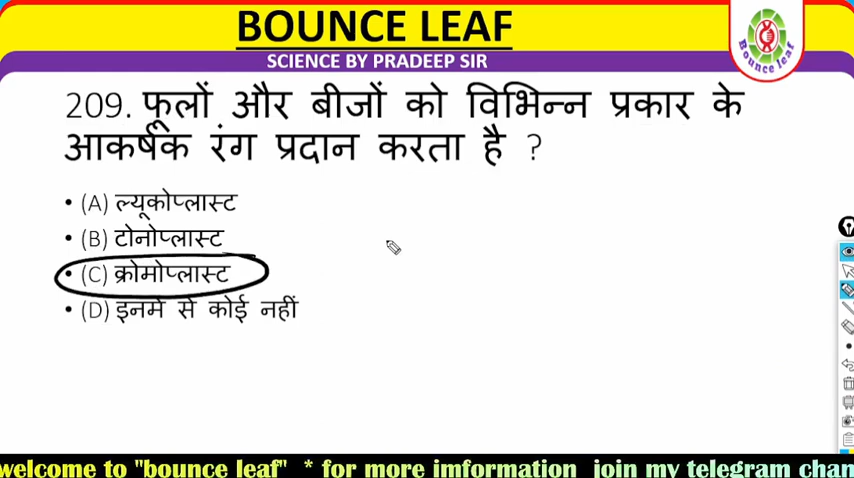 BOUNCE LEAF
SCIENCE BY PRADEEP SIR
Bounce leaf
209. फूलों और बीजों को विभिन्न प्रकार के
आकर्षक रंग प्रदान करता है ?
• (A) ल्यूकोप्लास्ट
• (B) टोनोप्लास्ट
• (C) क्रोमोप्लास्ट
• (D) इनमें से कोई नहीं
welcome to "bounce leaf" * for more imformation join my telegram chan